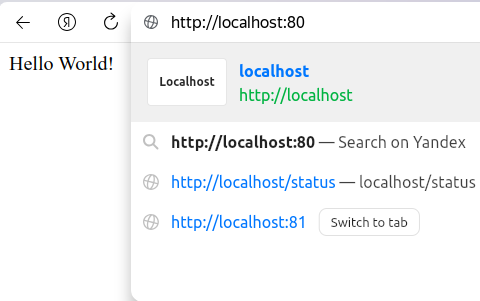 http://localhost:80
Hello World!
Localhost
localhost
http://localhost
http://localhost:80 — Search on Yandex
http://localhost/status — localhost/status
http://localhost:81 Switch to tab